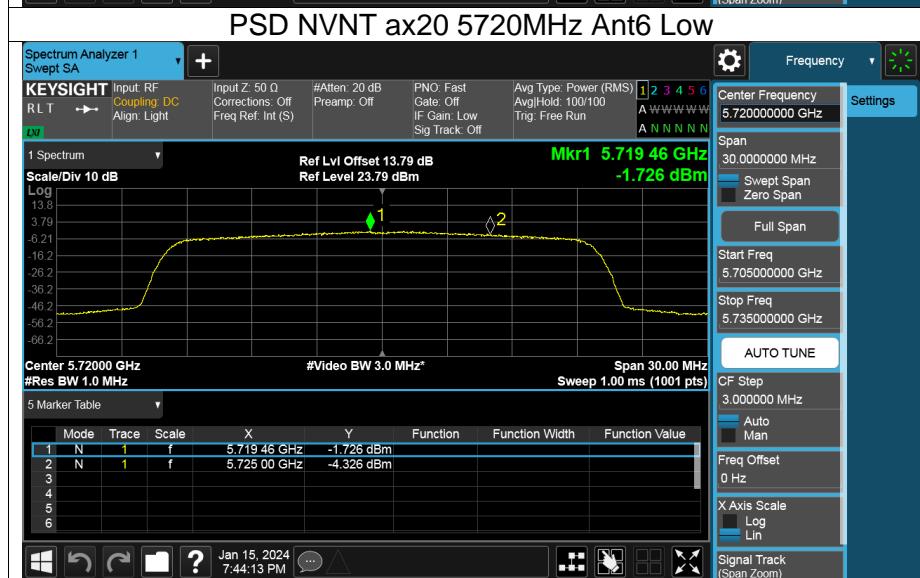 (Span Zoom)
PSD NVNT ax20 5720MHz Ant6 Low
Spectrum Analyzer 1
Swept SA
Frequency
KEYSIGHT
R L T
LXI
Input: RF
Coupling: DC
Align: Light
Input Z: 50 Ω
Corrections: Off
Freq Ref: Int (S)
#Atten: 20 dB
Preamp: Off
PNO: Fast
Gate: Off
IF Gain: Low
Sig Track: Off
Avg Type: Power (RMS)
Avg|Hold: 100/100
Trig: Free Run
1 2 3 4 5 6
A W W W W W
A N N N N N
1 Spectrum
Scale/Div 10 dB
Ref Lvl Offset 13.79 dB
Ref Level 23.79 dBm
Mkr1 5.719 46 GHz
-1.726 dBm
Log
13.8
3.79
-6.21
-16.2
-26.2
-36.2
-46.2
-56.2
-66.2
1
2
Center 5.72000 GHz
#Video BW 3.0 MHz*
Span 30.00 MHz
#Res BW 1.0 MHz
Sweep 1.00 ms (1001 pts)
5 Marker Table
Mode Trace Scale X Y Function Function Width Function Value
1 N 1 f 5.719 46 GHz -1.726 dBm
2 N 1 f 5.725 00 GHz -4.326 dBm
3
4
5
6
Jan 15, 2024
7:44:13 PM
?
Center Frequency
5.720000000 GHz
Settings
Span
30.0000000 MHz
Swept Span
Zero Span
Full Span
Start Freq
5.705000000 GHz
Stop Freq
5.735000000 GHz
AUTO TUNE
CF Step
3.000000 MHz
Auto
Man
Freq Offset
0 Hz
X Axis Scale
Log
Lin
Signal Track
(Span Zoom)